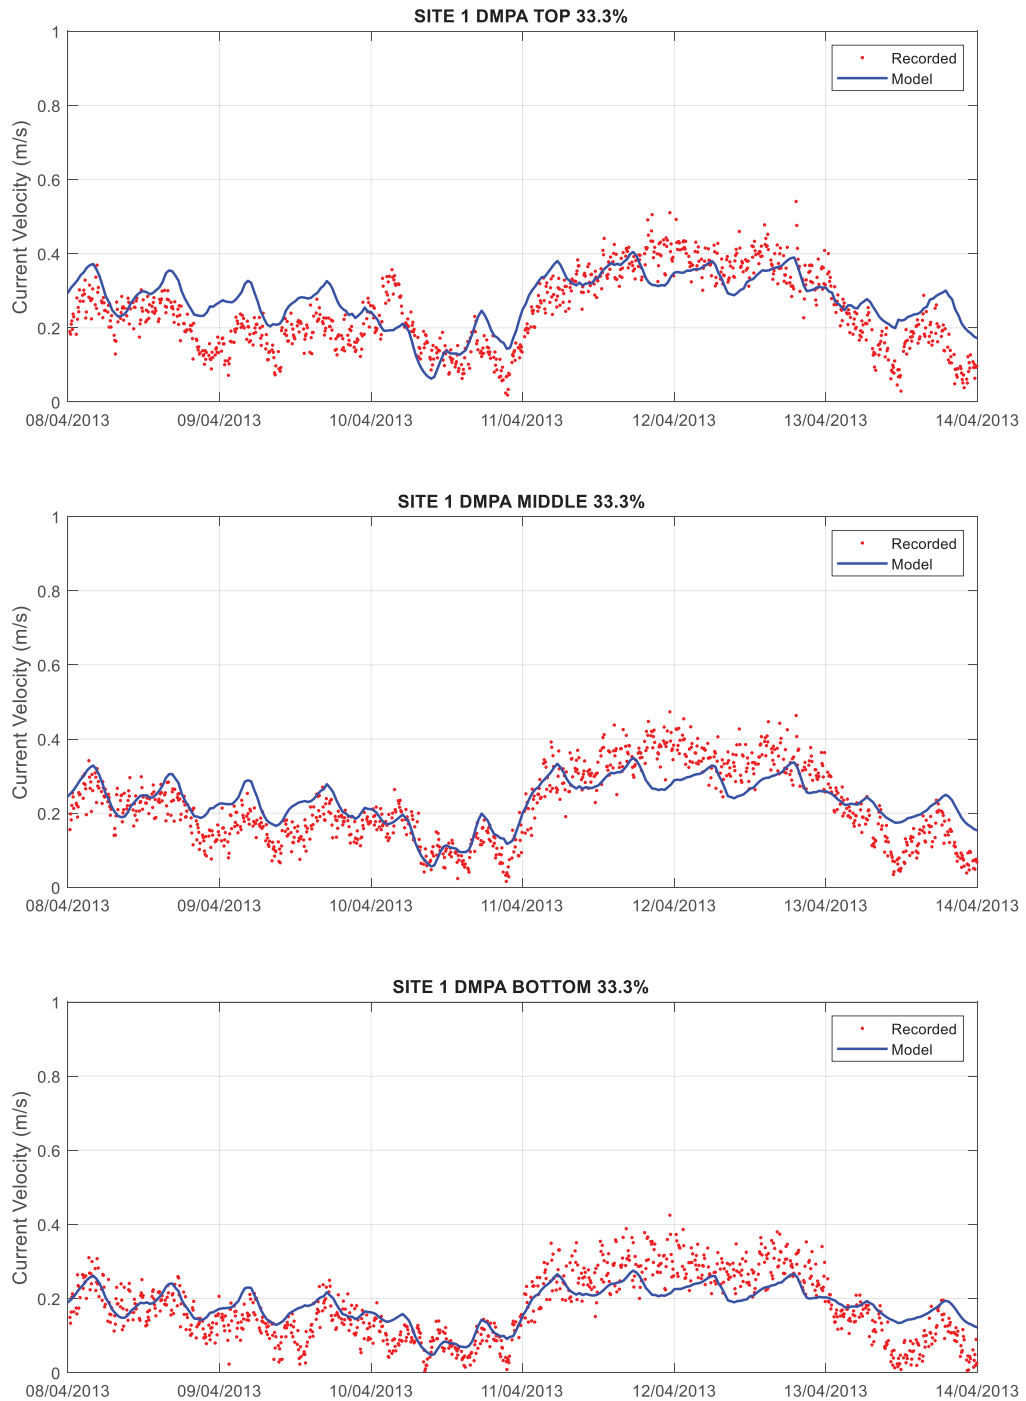 SITE 1 DMPA TOP 33.3%
1
0.8
0.6
0.4
0.2
0
Current Velocity (m/s)
Recorded
Model
08/04/2013 09/04/2013 10/04/2013 11/04/2013 12/04/2013 13/04/2013 14/04/2013
SITE 1 DMPA MIDDLE 33.3%
1
0.8
0.6
0.4
0.2
0
Current Velocity (m/s)
Recorded
Model
08/04/2013 09/04/2013 10/04/2013 11/04/2013 12/04/2013 13/04/2013 14/04/2013
SITE 1 DMPA BOTTOM 33.3%
1
0.8
0.6
0.4
0.2
0
Current Velocity (m/s)
Recorded
Model
08/04/2013 09/04/2013 10/04/2013 11/04/2013 12/04/2013 13/04/2013 14/04/2013